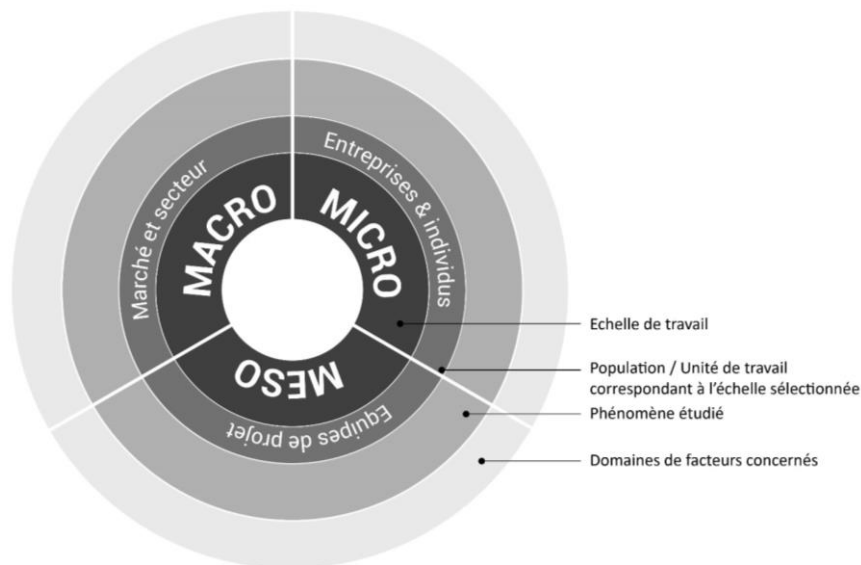 MACRO
Marché et secteur
MICRO
Entreprises & individus
MESO
Equipes de projet
Echelle de travail
Population / Unité de travail
correspondant à l'échelle sélectionnée
Phénomène étudié
Domaines de facteurs concernés